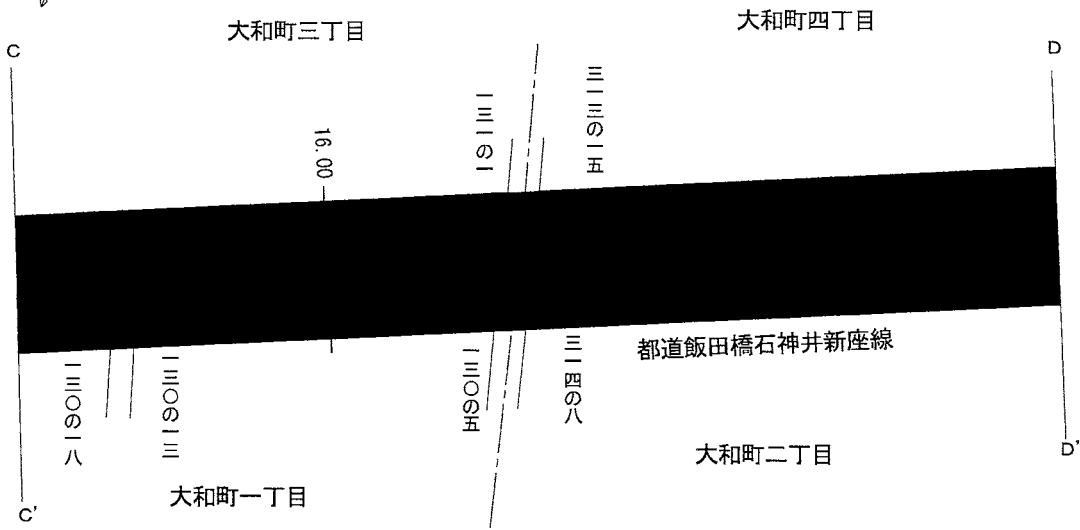 大和町三丁目
大和町四丁目
C
D
一三一の一
三一三の一五
16.00
都道飯田橋石神井新座線
一三〇の一八
一三〇の一三
一三〇の五
三一四の八
大和町一丁目
大和町二丁目
C'
D'